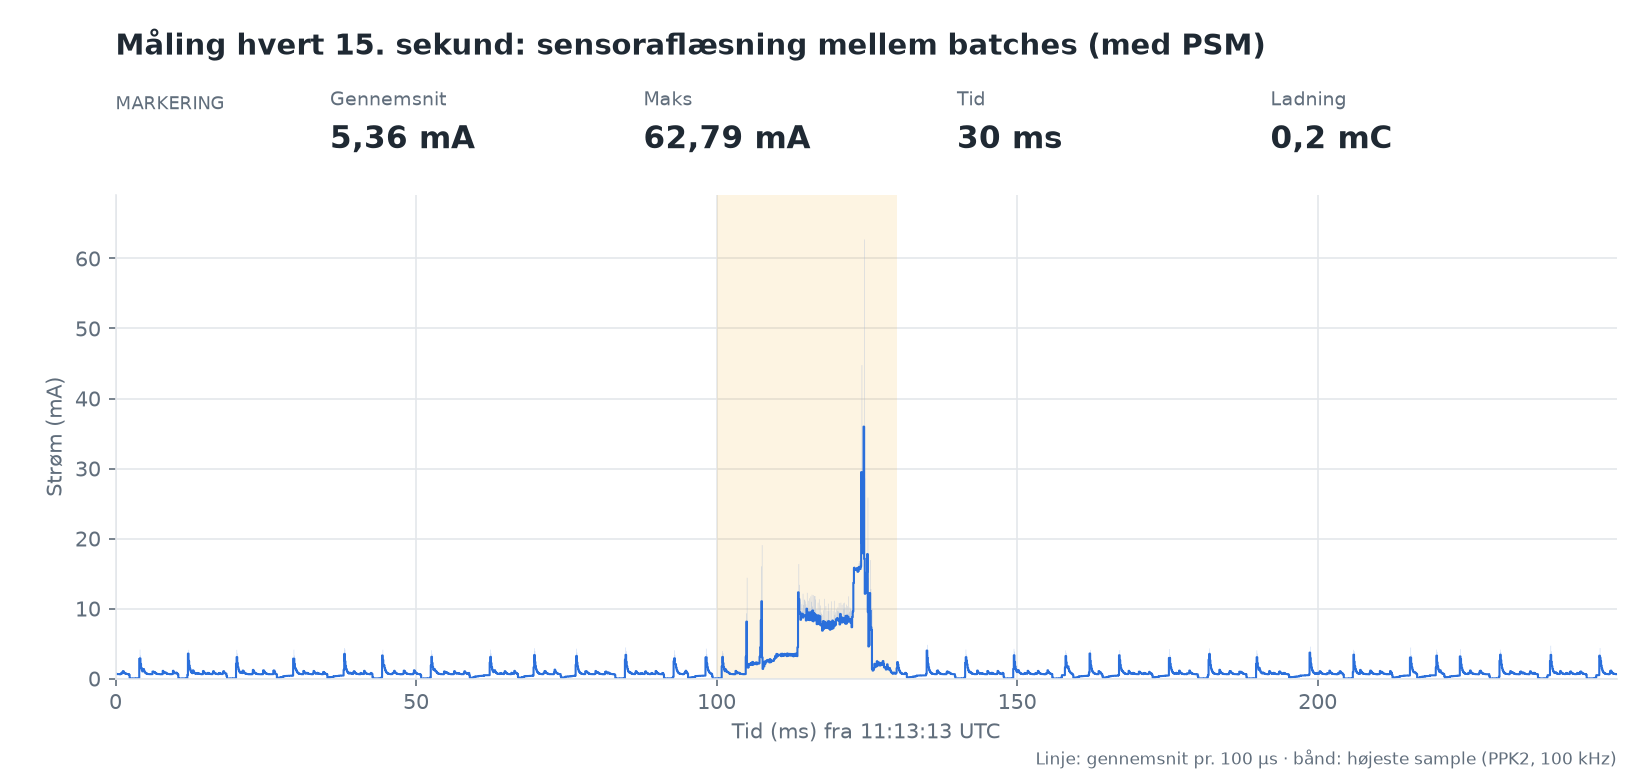 Måling hvert 15. sekund: sensoraflæsning mellem batches (med PSM)
MARKERING
Gennemsnit
5,36 mA
Maks
62,79 mA
Tid
30 ms
Ladning
0,2 mC
Strøm (mA)
60
50
40
30
20
10
0
0 50 100 150 200
Tid (ms) fra 11:13:13 UTC
Linje: gennemsnit pr. 100 µs · bånd: højeste sample (PPK2, 100 kHz)